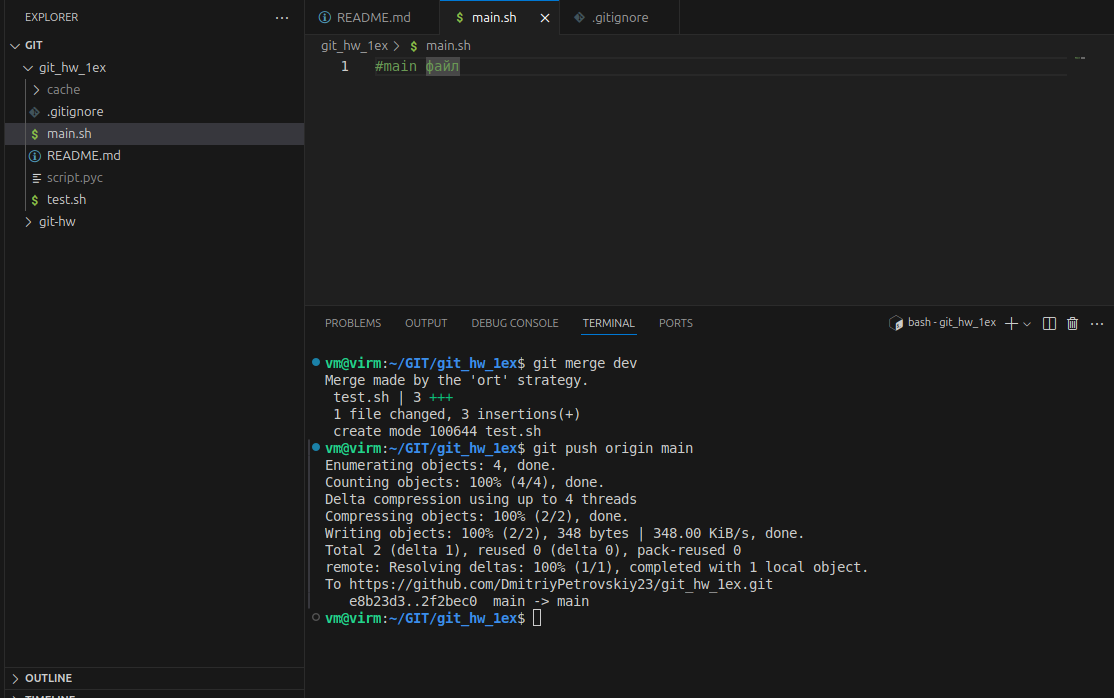 EXPLORER
GIT
git_hw_1ex
cache
.gitignore
main.sh
README.md
script.pyc
test.sh
git-hw
OUTLINE
TIMELINE
README.md
main.sh
.gitignore
git_hw_1ex > $ main.sh
1 #main файл
PROBLEMS OUTPUT DEBUG CONSOLE TERMINAL PORTS
bash - git_hw_1ex
vm@virm:~/GIT/git_hw_1ex$ git merge dev
Merge made by the 'ort' strategy.
test.sh | 3 +++
1 file changed, 3 insertions(+)
create mode 100644 test.sh
vm@virm:~/GIT/git_hw_1ex$ git push origin main
Enumerating objects: 4, done.
Counting objects: 100% (4/4), done.
Delta compression using up to 4 threads
Compressing objects: 100% (2/2), done.
Writing objects: 100% (2/2), 348 bytes | 348.00 KiB/s, done.
Total 2 (delta 1), reused 0 (delta 0), pack-reused 0
remote: Resolving deltas: 100% (1/1), completed with 1 local object.
To https://github.com/DmitriyPetrovskiy23/git_hw_1ex.git
e8b23d3..2f2bec0 main -> main
vm@virm:~/GIT/git_hw_1ex$